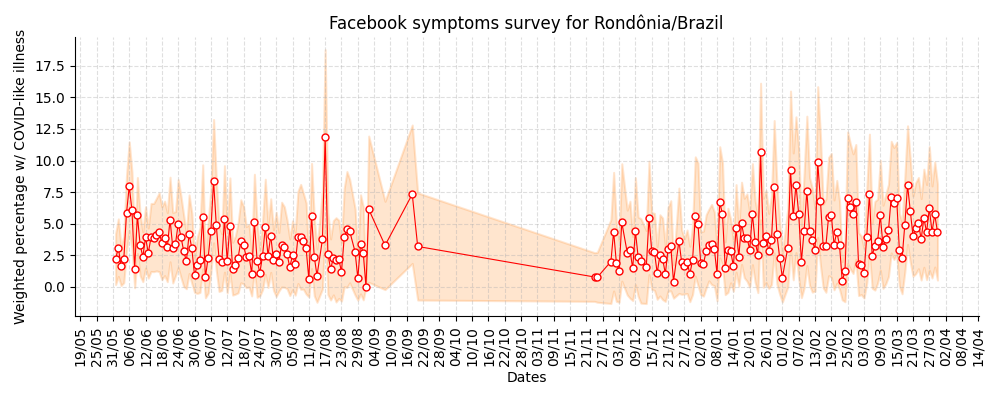 Facebook symptoms survey for Rondônia/Brazil
Weighted percentage w/ COVID-like illness
17.5
15.0
12.5
10.0
7.5
5.0
2.5
0.0
19/05 25/05 31/05 06/06 12/06 18/06 24/06 30/06 06/07 12/07 18/07 24/07 30/07 05/08 11/08 17/08 23/08 29/08 04/09 10/09 16/09 22/09 28/09 04/10 10/10 16/10 22/10 28/10 03/11 09/11 15/11 21/11 27/11 03/12 09/12 15/12 21/12 27/12 02/01 08/01 14/01 20/01 26/01 01/02 07/02 13/02 19/02 25/02 03/03 09/03 15/03 21/03 27/03 02/04 08/04 14/04
Dates